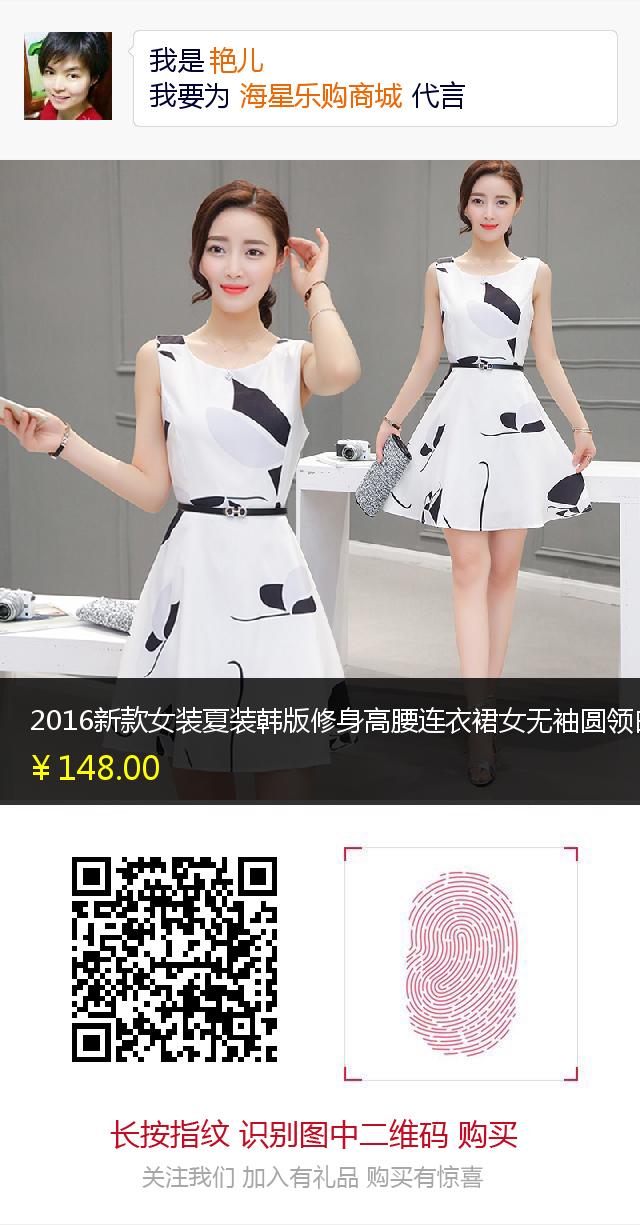 我是 艳儿
我要为 海星乐购商城 代言
2016新款女装夏装韩版修身高腰连衣裙女无袖圆领
￥148.00
长按指纹 识别图中二维码 购买
关注我们 加入有礼品 购买有惊喜